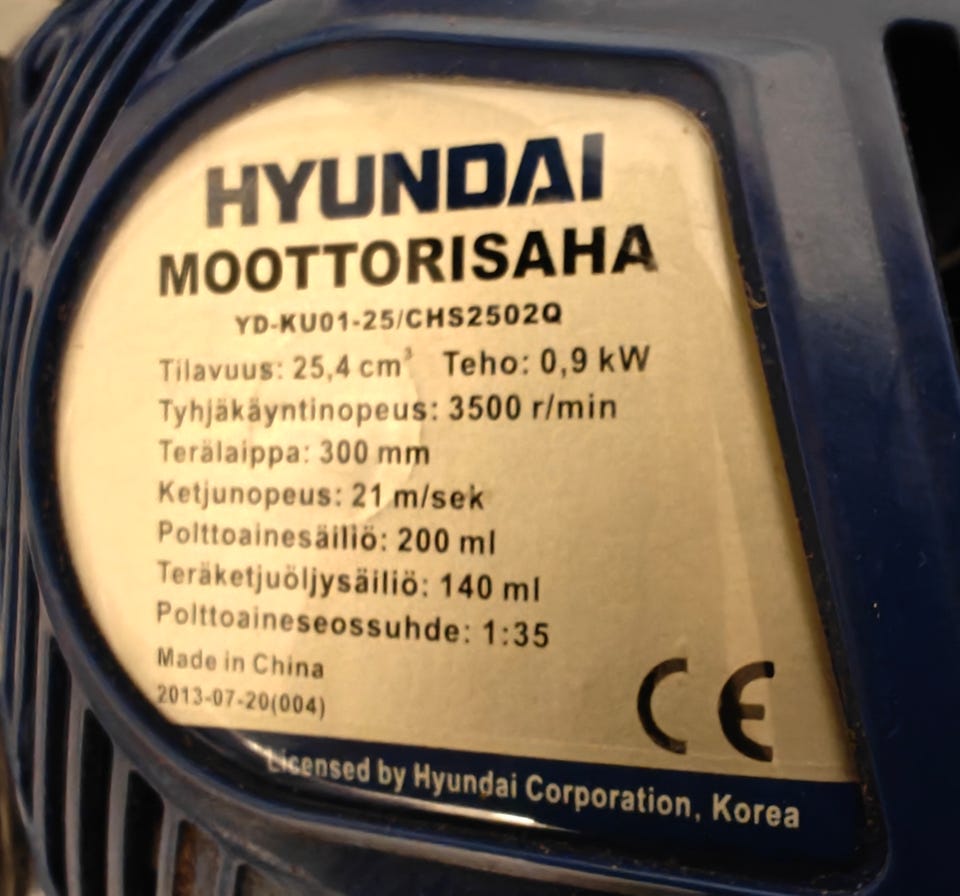 HYUNDAI
MOOTTORISAHA
YD-KU01-25/CHS2502Q
Tilavuus: 25,4 cm³ Teho: 0,9 kW
Tyhjäkäyntinopeus: 3500 r/min
Terälaippa: 300 mm
Ketjunopeus: 21 m/sek
Polttoainesäiliö: 200 ml
Teräketjuöljysäiliö: 140 ml
Polttoaineseossuhde: 1:35
Made in China
2013-07-20(004)
CE
Licensed by Hyundai Corporation, Korea